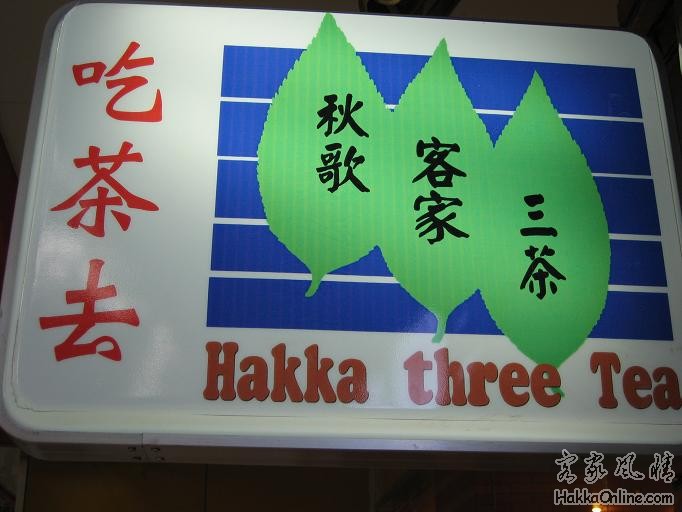 吃茶去
秋歌
客家
三茶
Hakka three Tea
客家风情
HakkaOnline.com